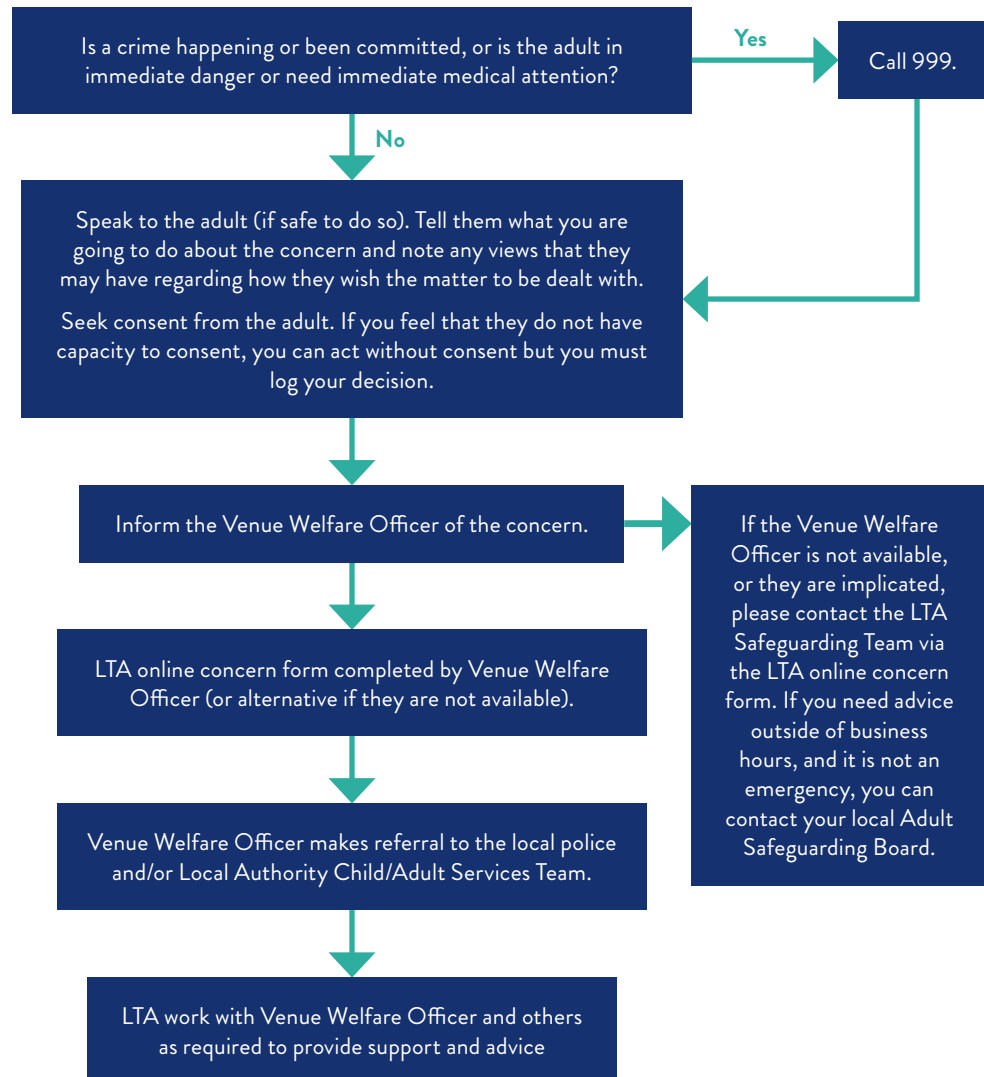 Is a crime happening or been committed, or is the adult in
immediate danger or need immediate medical attention?
Yes
Call 999.
No
Speak to the adult (if safe to do so). Tell them what you are
going to do about the concern and note any views that they
may have regarding how they wish the matter to be dealt with.
Seek consent from the adult. If you feel that they do not have
capacity to consent, you can act without consent but you must
log your decision.
Inform the Venue Welfare Officer of the concern.
If the Venue Welfare
Officer is not available,
or they are implicated,
please contact the LTA
Safeguarding Team via
the LTA online concern
form. If you need advice
outside of business
hours, and it is not an
emergency, you can
contact your local Adult
Safeguarding Board.
LTA online concern form completed by Venue Welfare
Officer (or alternative if they are not available).
Venue Welfare Officer makes referral to the local police
and/or Local Authority Child/Adult Services Team.
LTA work with Venue Welfare Officer and others
as required to provide support and advice